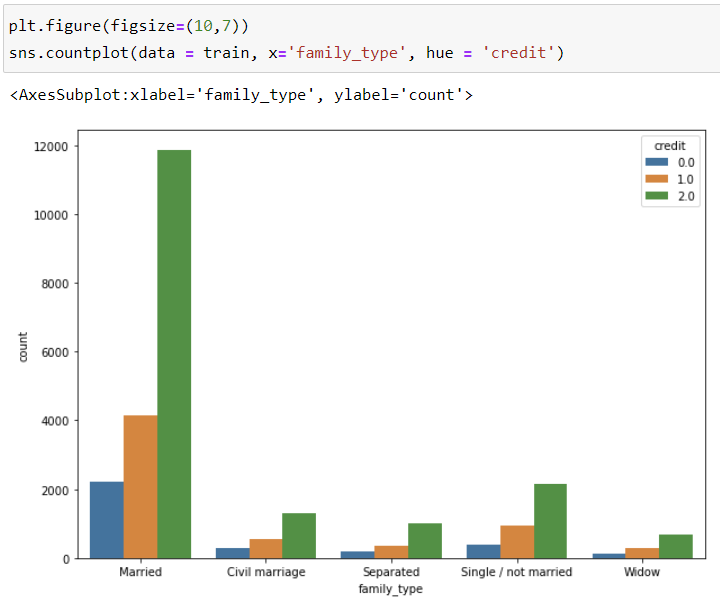 plt.figure(figsize=(10,7))
sns.countplot(data = train, x='family_type', hue = 'credit')
<AxesSubplot:xlabel='family_type', ylabel='count'>
credit
0.0
1.0
2.0
12000
10000
8000
6000
4000
2000
0
count
Married Civil marriage Separated Single / not married Widow
family_type